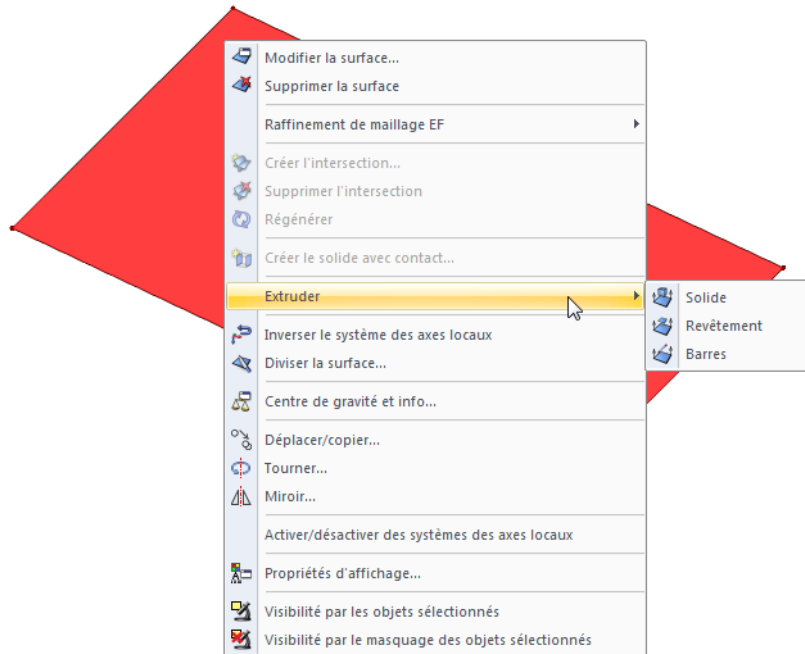 Modifier la surface...
Supprimer la surface
Raffinement de maillage EF
Créer l'intersection...
Supprimer l'intersection
Régénérer
Créer le solide avec contact...
Extruder
Solide
Revêtement
Barres
Inverser le système des axes locaux
Diviser la surface...
Centre de gravité et info...
Déplacer/copier...
Tourner...
Miroir...
Activer/désactiver des systèmes des axes locaux
Propriétés d'affichage...
Visibilité par les objets sélectionnés
Visibilité par le masquage des objets sélectionnés